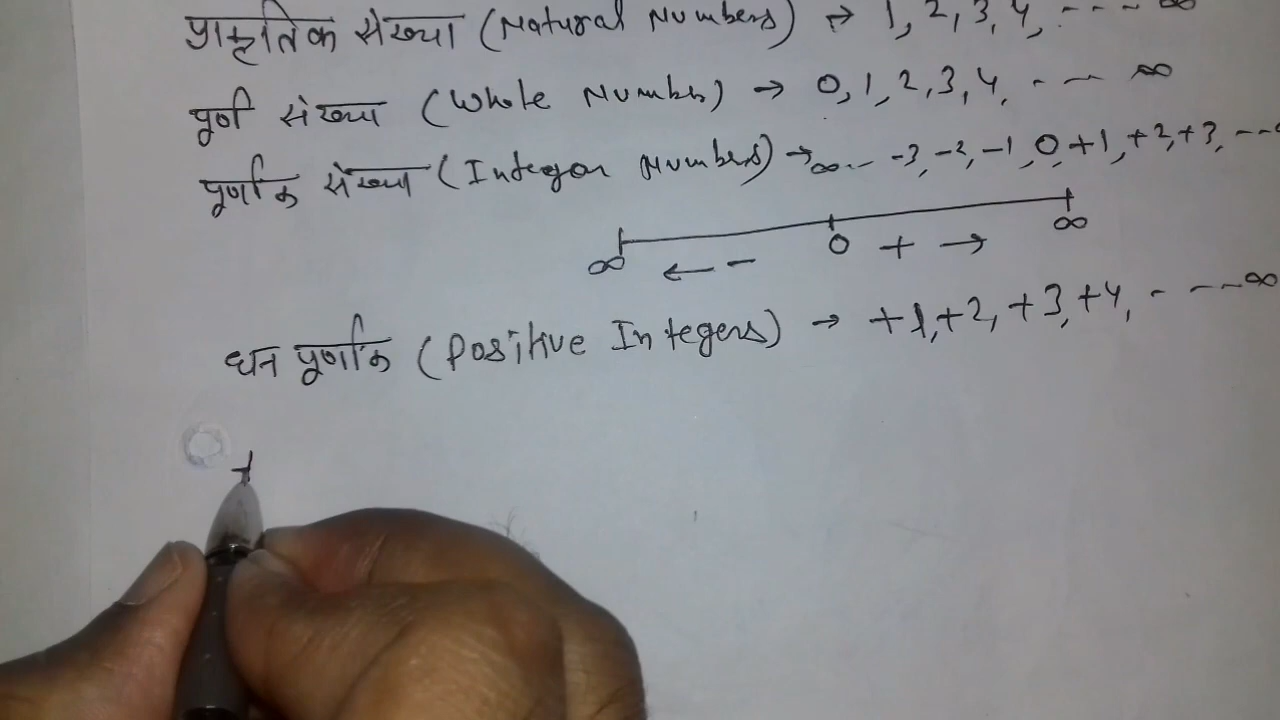 प्राकृतिक संख्या (Natural Numbers) → 1, 2, 3, 4, - - - - ∞
पूर्ण संख्या (Whole Numbers) → 0, 1, 2, 3, 4, - - ∞
पूर्णांक संख्या (Integer Numbers) → ∞ -- -3, -2, -1, 0, +1, +2, +3, ---∞
∞ ← - 0 + → ∞
धन पूर्णांक (Positive Integers) → +1, +2, +3, +4, - - - - ∞